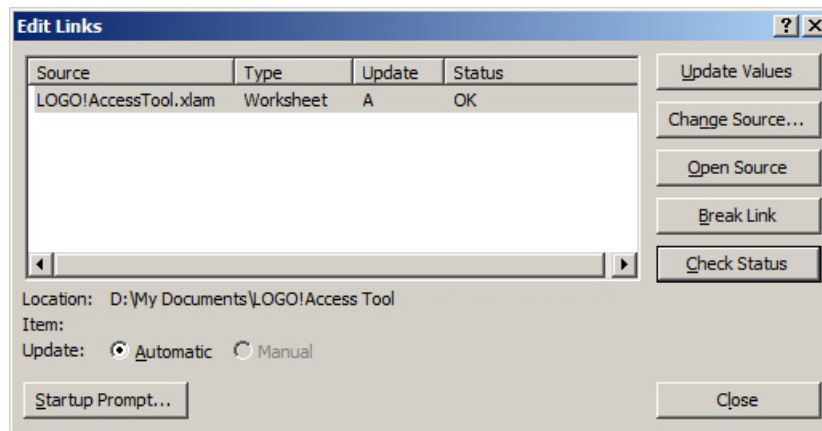 Edit Links
Source Type Update Status
LOGO!AccessTool.xlam Worksheet A OK
Update Values
Change Source...
Open Source
Break Link
Check Status
Location: D:\My Documents\LOGO!Access Tool
Item:
Update: Automatic Manual
Startup Prompt...
Close